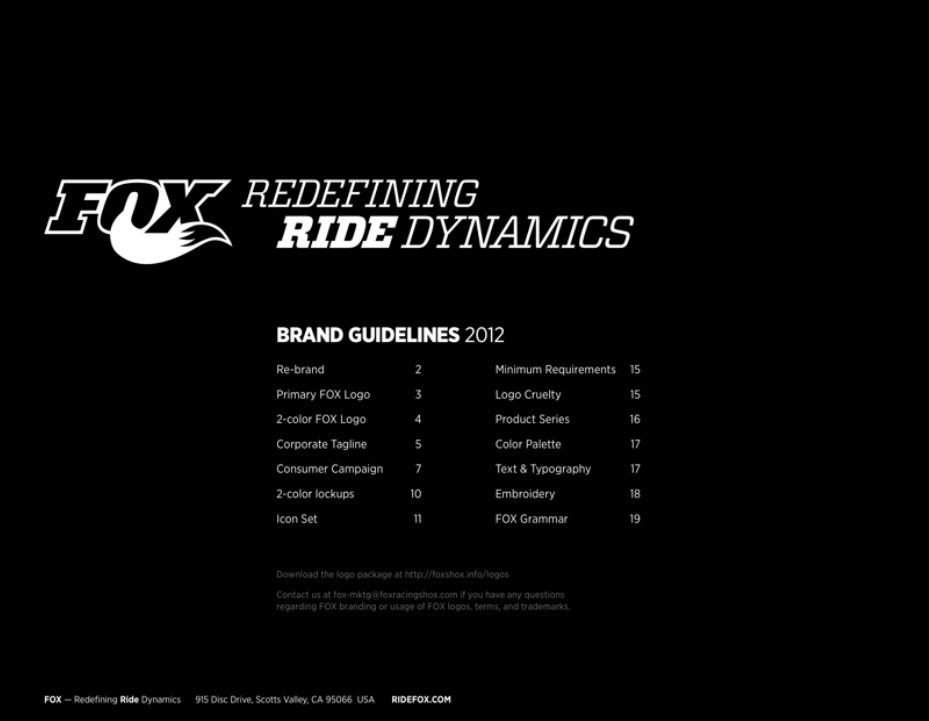 FOX REDEFINING
RIDE DYNAMICS
BRAND GUIDELINES 2012
Re-brand 2
Primary FOX Logo 3
2-color FOX Logo 4
Corporate Tagline 5
Consumer Campaign 7
2-color lockups 10
Icon Set 11
Minimum Requirements 15
Logo Cruelty 15
Product Series 16
Color Palette 17
Text & Typography 17
Embroidery 18
FOX Grammar 19
Download the logo package at http://foxshox.info/logos
Contact us at fox-mktg@foxracingshox.com if you have any questions
regarding FOX branding or usage of FOX logos, terms, and trademarks.
FOX — Redefining Ride Dynamics 915 Disc Drive, Scotts Valley, CA 95066 USA RIDEFOX.COM